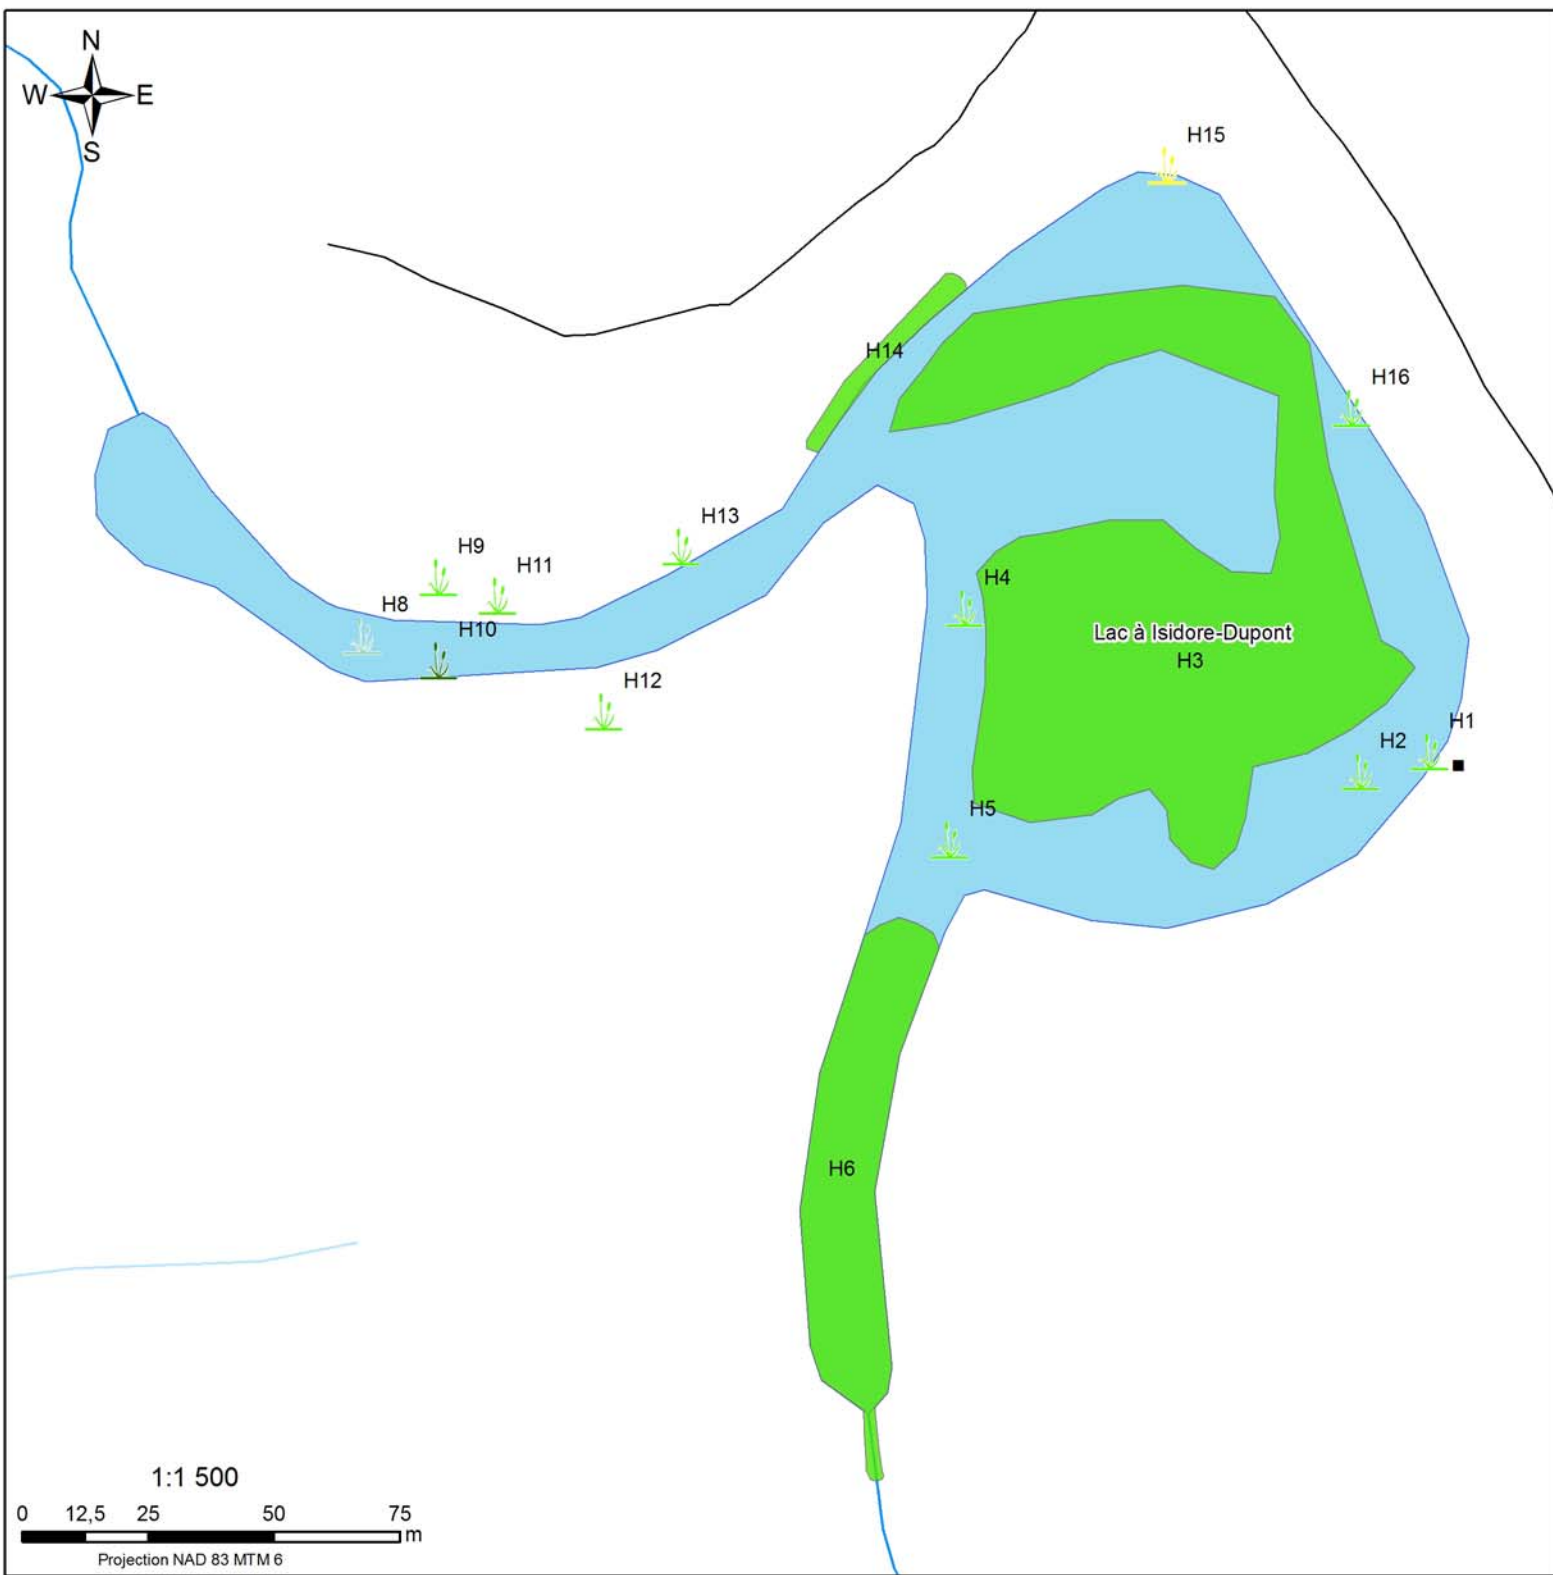 N
W E
S
H15
H14
H16
H13
H9
H11
H4
H8
H10
Lac à Isidore-Dupont
H3
H12
H1
H2
H5
H6
1:1 500
0 12,5 25 50 75
m
Projection NAD 83 MTM 6